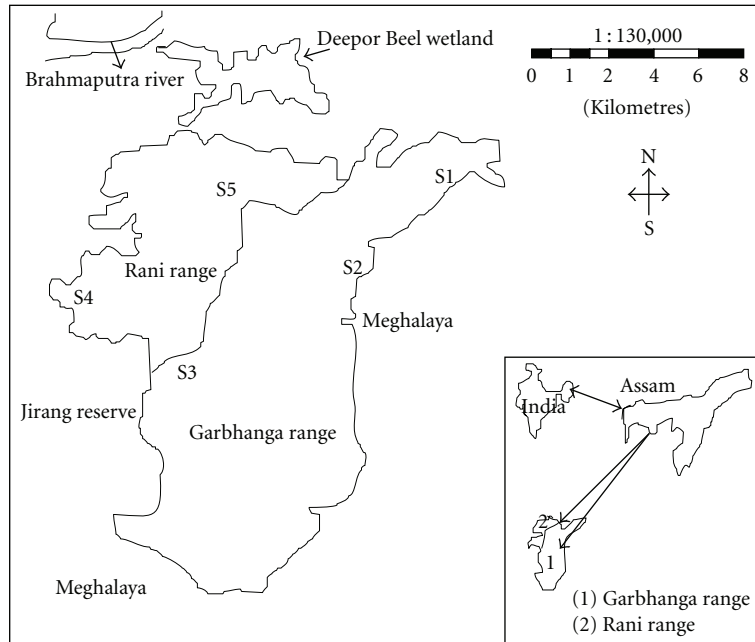 Deepor Beel wetland
1 : 130,000
Brahmaputra river
0 1 2 4 6 8
(Kilometres)
N
S
S1
S5
S2
Rani range
S4
Meghalaya
S3
Jirang reserve
Garbhanga range
Meghalaya
Assam
India
2
1
(1) Garbhanga range
(2) Rani range